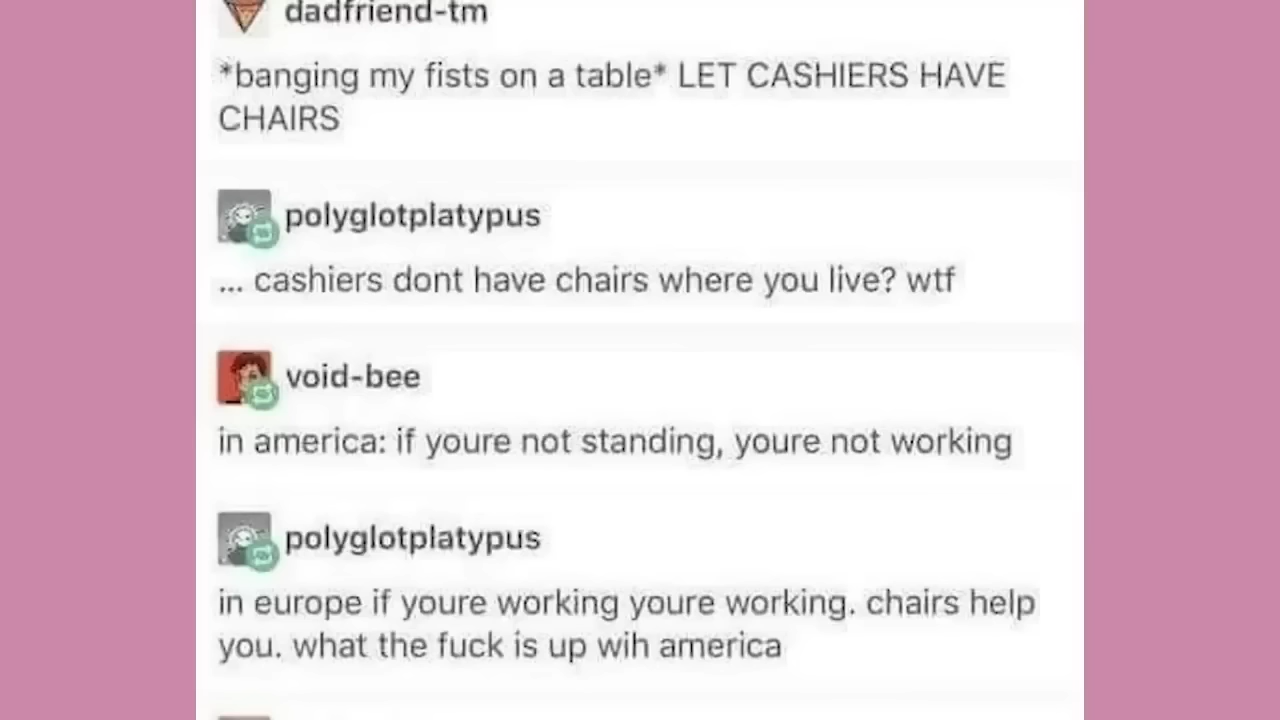 dadfriend-tm
*banging my fists on a table* LET CASHIERS HAVE
CHAIRS
polyglotplatypus
... cashiers dont have chairs where you live? wtf
void-bee
in america: if youre not standing, youre not working
polyglotplatypus
in europe if youre working youre working. chairs help
you. what the fuck is up wih america